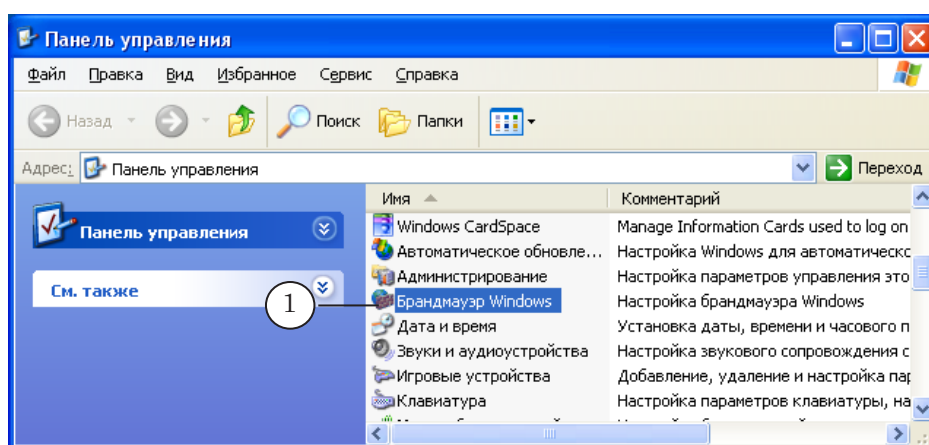 Панель управления
Файл Правка Вид Избранное Сервис Справка
Назад Поиск Папки
Адрес: Панель управления Переход
Имя Комментарий
Панель управления
См. также
1
Windows CardSpace Manage Information Cards used to log on
Автоматическое обновле... Настройка Windows для автоматическо
Администрирование Настройка параметров управления это
Брандмауэр Windows Настройка брандмауэра Windows
Дата и время Установка даты, времени и часового п
Звуки и аудиоустройства Настройка звукового сопровождения с
Игровые устройства Добавление, удаление и настройка пар
Клавиатура Настройка параметров клавиатуры, на